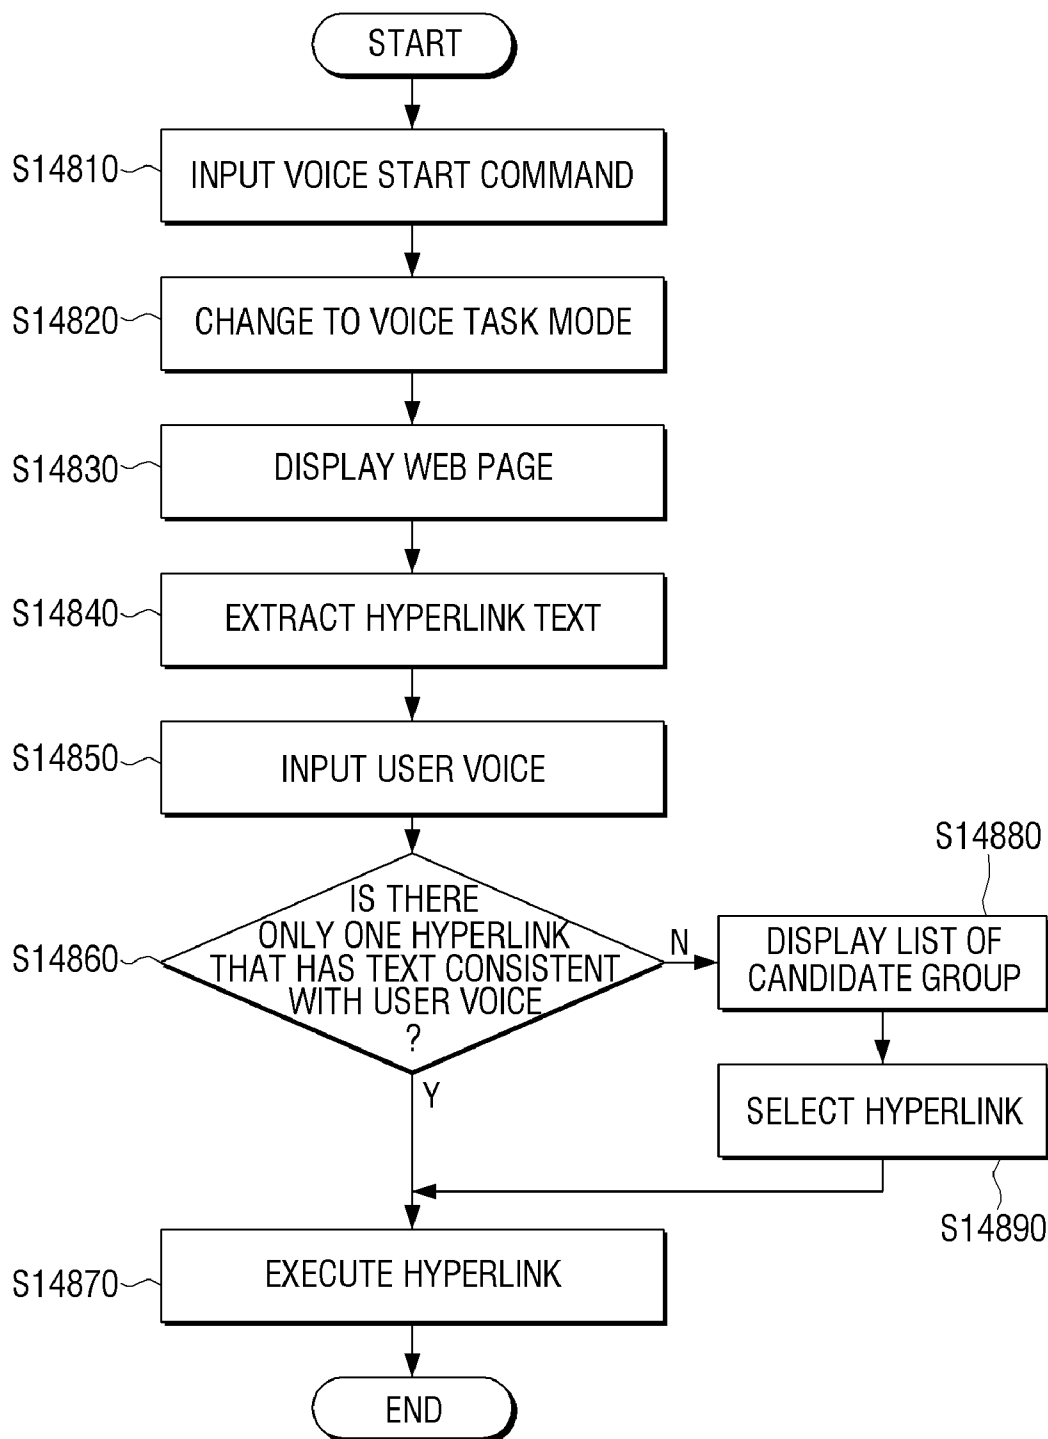 START
S14810
INPUT VOICE START COMMAND
S14820
CHANGE TO VOICE TASK MODE
S14830
DISPLAY WEB PAGE
S14840
EXTRACT HYPERLINK TEXT
S14850
INPUT USER VOICE
S14860
IS THERE
ONLY ONE HYPERLINK
THAT HAS TEXT CONSISTENT
WITH USER VOICE
?
N
Y
S14880
DISPLAY LIST OF
CANDIDATE GROUP
SELECT HYPERLINK
S14890
S14870
EXECUTE HYPERLINK
END